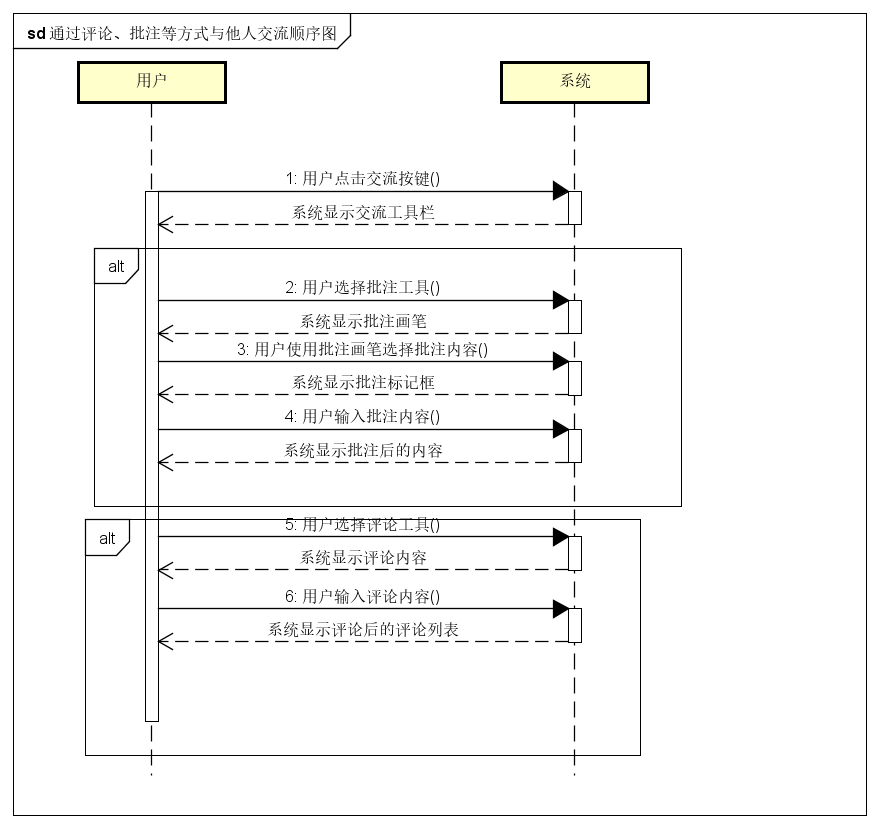 sd 通过评论、批注等方式与他人交流顺序图
用户
系统
1: 用户点击交流按键()
系统显示交流工具栏
alt
2: 用户选择批注工具()
系统显示批注画笔
3: 用户使用批注画笔选择批注内容()
系统显示批注标记框
4: 用户输入批注内容()
系统显示批注后的内容
alt
5: 用户选择评论工具()
系统显示评论内容
6: 用户输入评论内容()
系统显示评论后的评论列表